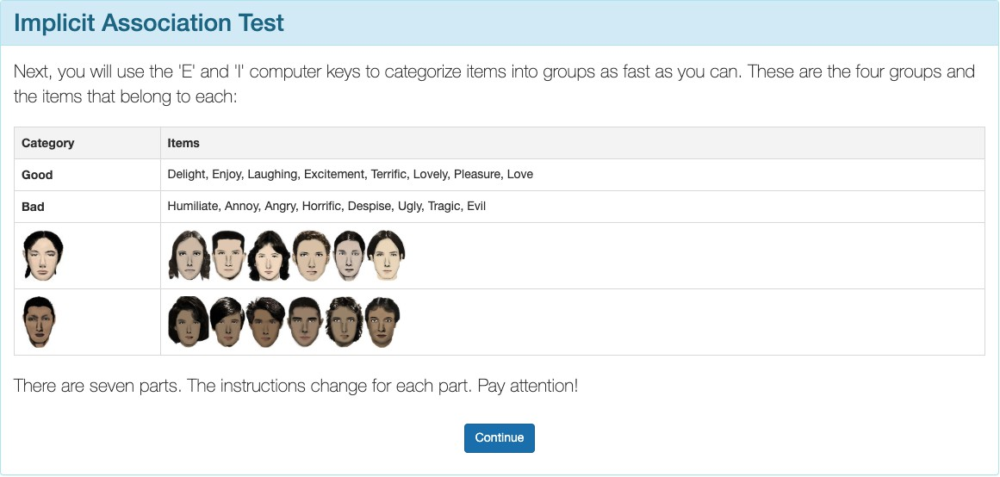 Implicit Association Test
Next, you will use the 'E' and 'I' computer keys to categorize items into groups as fast as you can. These are the four groups and
the items that belong to each:
Category Items
Good Delight, Enjoy, Laughing, Excitement, Terrific, Lovely, Pleasure, Love
Bad Humiliate, Annoy, Angry, Horrific, Despise, Ugly, Tragic, Evil
There are seven parts. The instructions change for each part. Pay attention!
Continue